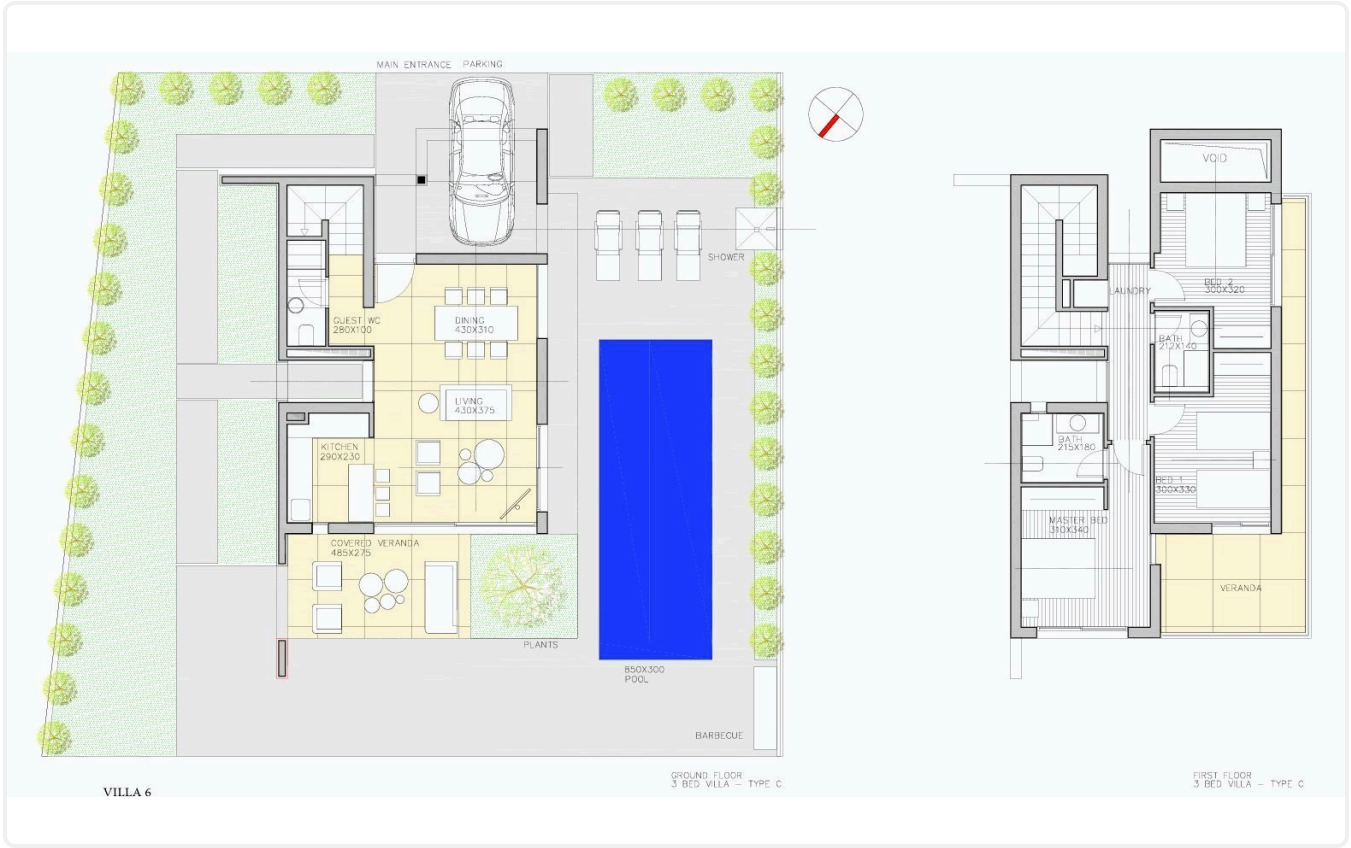 MAIN ENTRANCE PARKING
SHOWER
GUEST WC
280X100
DINING
430X310
LIVING
430X375
KITCHEN
290X230
COVERED VERANDA
485X275
PLANTS
850X300
POOL
BARBECUE
GROUND FLOOR
3 BED VILLA – TYPE C
VILLA 6
VOID
BED 2
300X320
LAUNDRY
BATH
212X140
BATH
215X180
BED 1
300X330
MASTER BED
310X340
VERANDA
FIRST FLOOR
3 BED VILLA – TYPE C